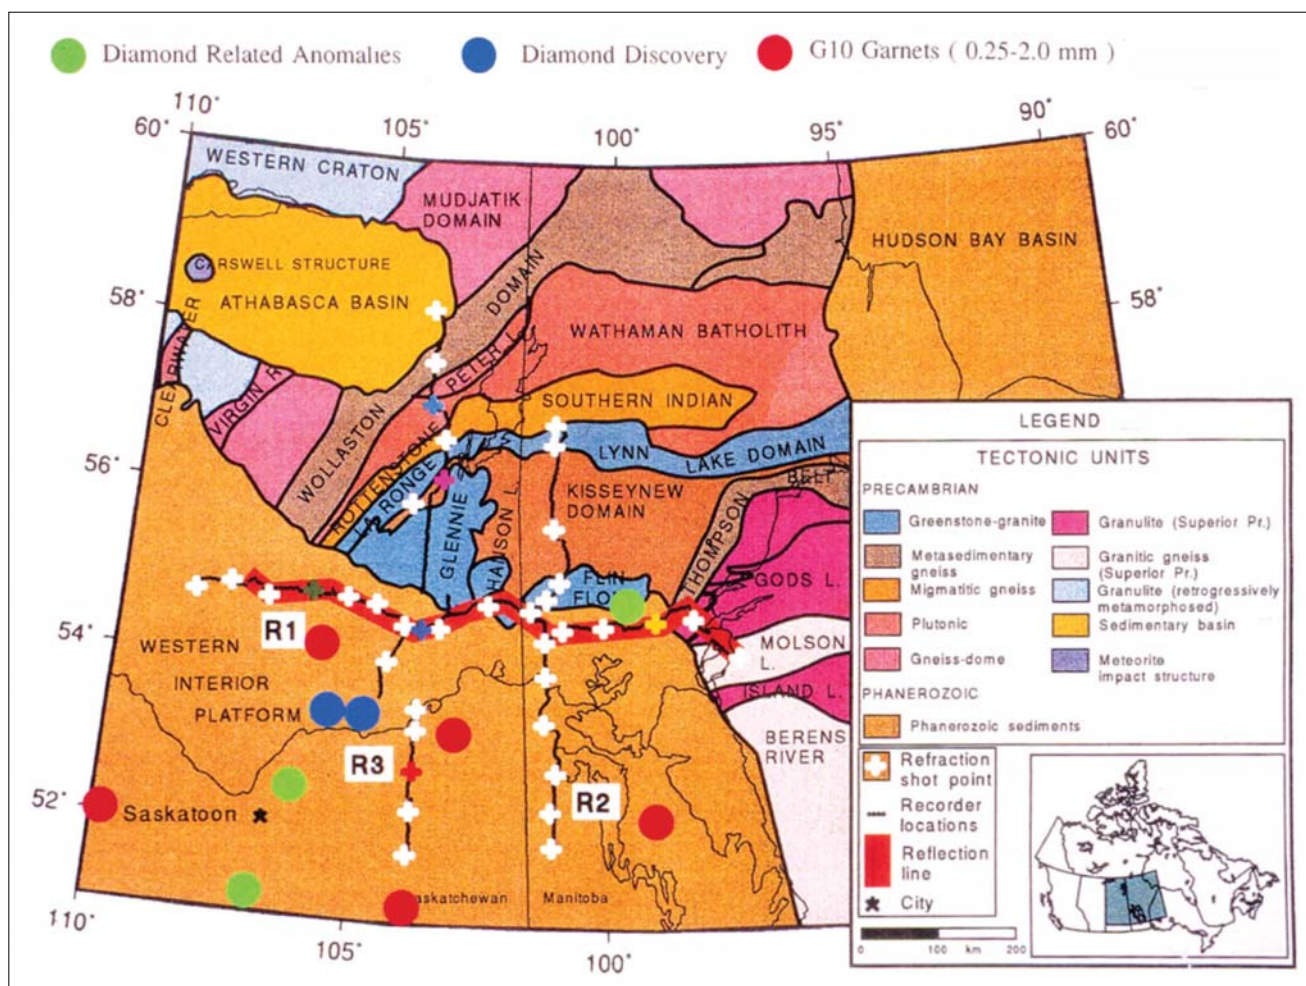 Diamond Related Anomalies
Diamond Discovery
G10 Garnets ( 0.25-2.0 mm )
110°
105°
100°
95°
90°
60°
60°
WESTERN CRATON
MUDJATIK
DOMAIN
HUDSON BAY BASIN
CARSWELL STRUCTURE
ATHABASCA BASIN
58°
58°
DOMAIN
WATHAMAN BATHOLITH
PETER L.
CLEARWATER
VIRGIN R.
SOUTHERN INDIAN
WOLLASTON
ROTTENSTONE
LA RONGE
LYNN
LAKE DOMAIN
BELT
56°
GLENNIE
HANSON L.
KISSEYNEW
DOMAIN
THOMPSON
FLIN
FLON
GODS L.
54°
R1
WESTERN
INTERIOR
PLATFORM
MOLSON
L.
ISLAND L.
BERENS
RIVER
R3
R2
52°
Saskatoon
askatchewan
Manitoba
110°
105°
100°
LEGEND
TECTONIC UNITS
PRECAMBRIAN
Greenstone-granite
Metasedimentary
gneiss
Migmatitic gneiss
Plutonic
Gneiss-dome
Granulite (Superior Pr.)
Granitic gneiss
(Superior Pr.)
Granulite (retrogressively
metamorphosed)
Sedimentary basin
Meteorite
impact structure
PHANEROZOIC
Phanerozoic sediments
Refraction
shot point
Recorder
locations
Reflection
line
City
0 100 200
km